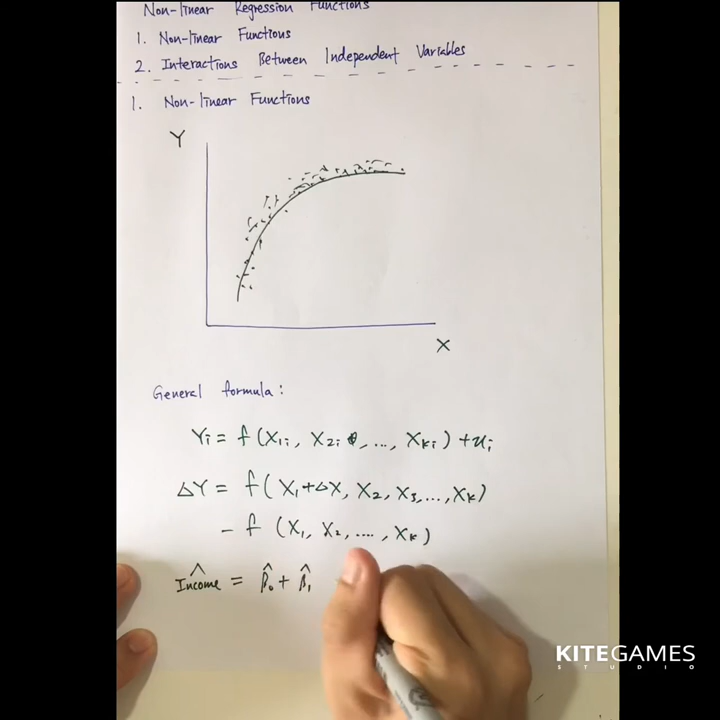 Non-linear Regression Functions
1. Non-linear Functions
2. Interactions Between Independent Variables
1. Non-linear Functions
Y
X
General formula:
Yi = f (X1i, X2i, ..., Xki) + ui
ΔY = f( X1+ΔX, X2, X3, ..., Xk)
- f (X1, X2, ...., Xk)
Income^ = β̂0 + β̂1
KITEGAMES
STUDIO